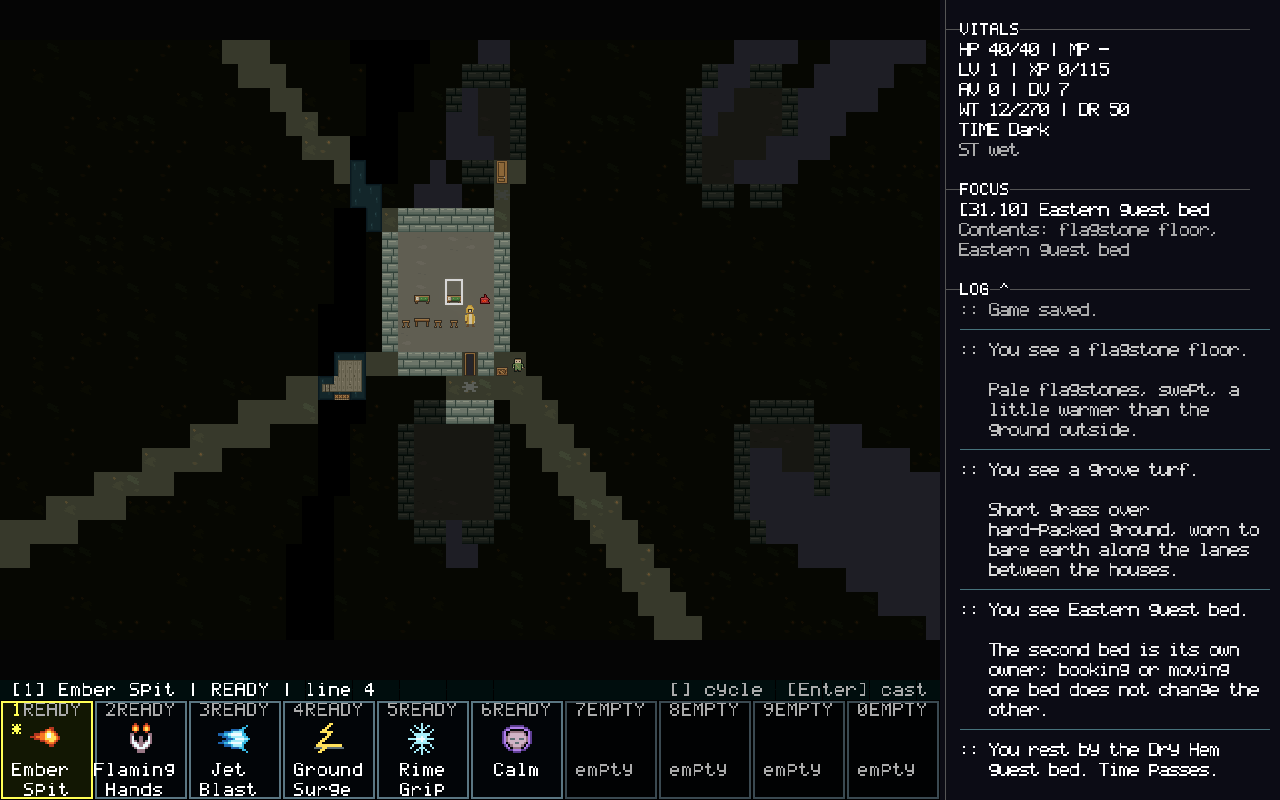 VITALS
HP 40/40 | MP -
LV 1 | XP 0/115
AV 0 | DV 7
WT 12/270 | DR 50
TIME Dark
ST wet
FOCUS
[31,10] Eastern guest bed
Contents: flagstone floor,
Eastern guest bed
LOG ^
:: Game saved.
:: You see a flagstone floor.
Pale flagstones, swept, a
little warmer than the
ground outside.
:: You see a grove turf.
Short grass over
hard-packed ground, worn to
bare earth along the lanes
between the houses.
:: You see Eastern guest bed.
The second bed is its own
owner; booking or moving
one bed does not change the
other.
:: You rest by the Dry Hem
guest bed. Time Passes.
[1] Ember Spit | READY | line 4
[] cycle [Enter] cast
1READY 2READY 3READY 4READY 5READY 6READY 7EMPTY 8EMPTY 9EMPTY 0EMPTY
*
Ember Flaming Jet Ground Rime Calm empty empty empty empty
Spit Hands Blast Surge Grip